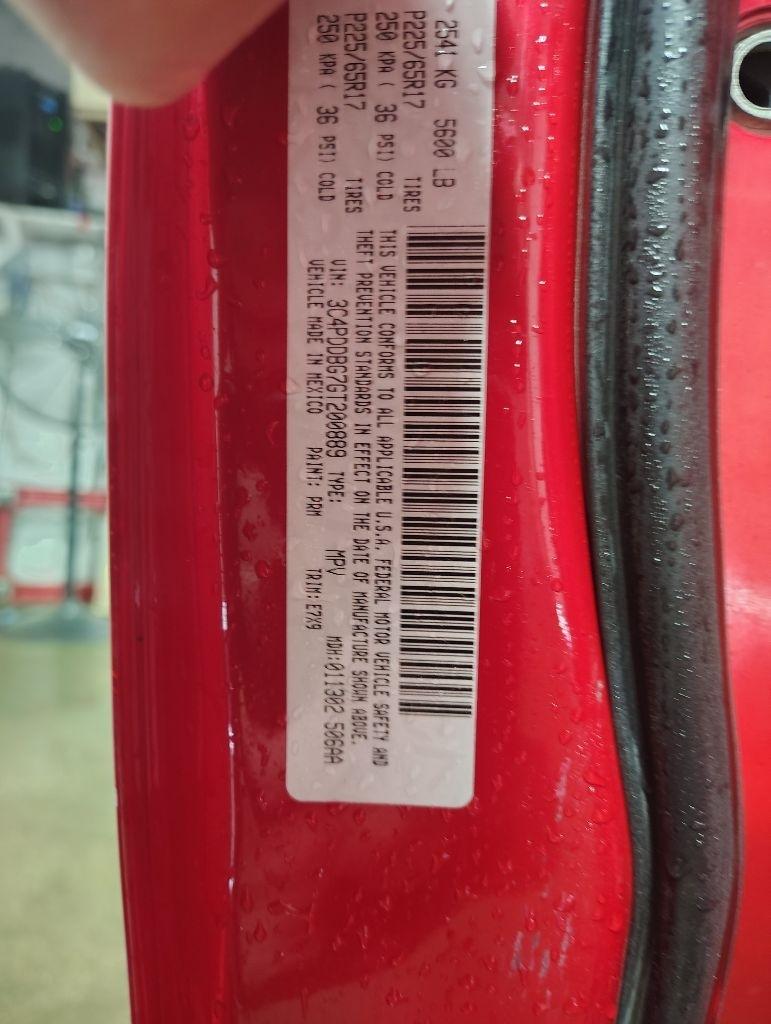 2541 KG 5600 LB
P225/65R17 TIRES
250 KPA ( 36 PSI) COLD
P225/65R17 TIRES
250 KPA ( 36 PSI) COLD
THIS VEHICLE CONFORMS TO ALL APPLICABLE U.S.A. FEDERAL MOTOR VEHICLE SAFETY AND
THEFT PREVENTION STANDARDS IN EFFECT ON THE DATE OF MANUFACTURE SHOWN ABOVE.
VIN: 3C4PDDBG7GT200889 TYPE: MPV MDH:011302 506AA
VEHICLE MADE IN MEXICO PAINT: PRM TRIM: E7X9